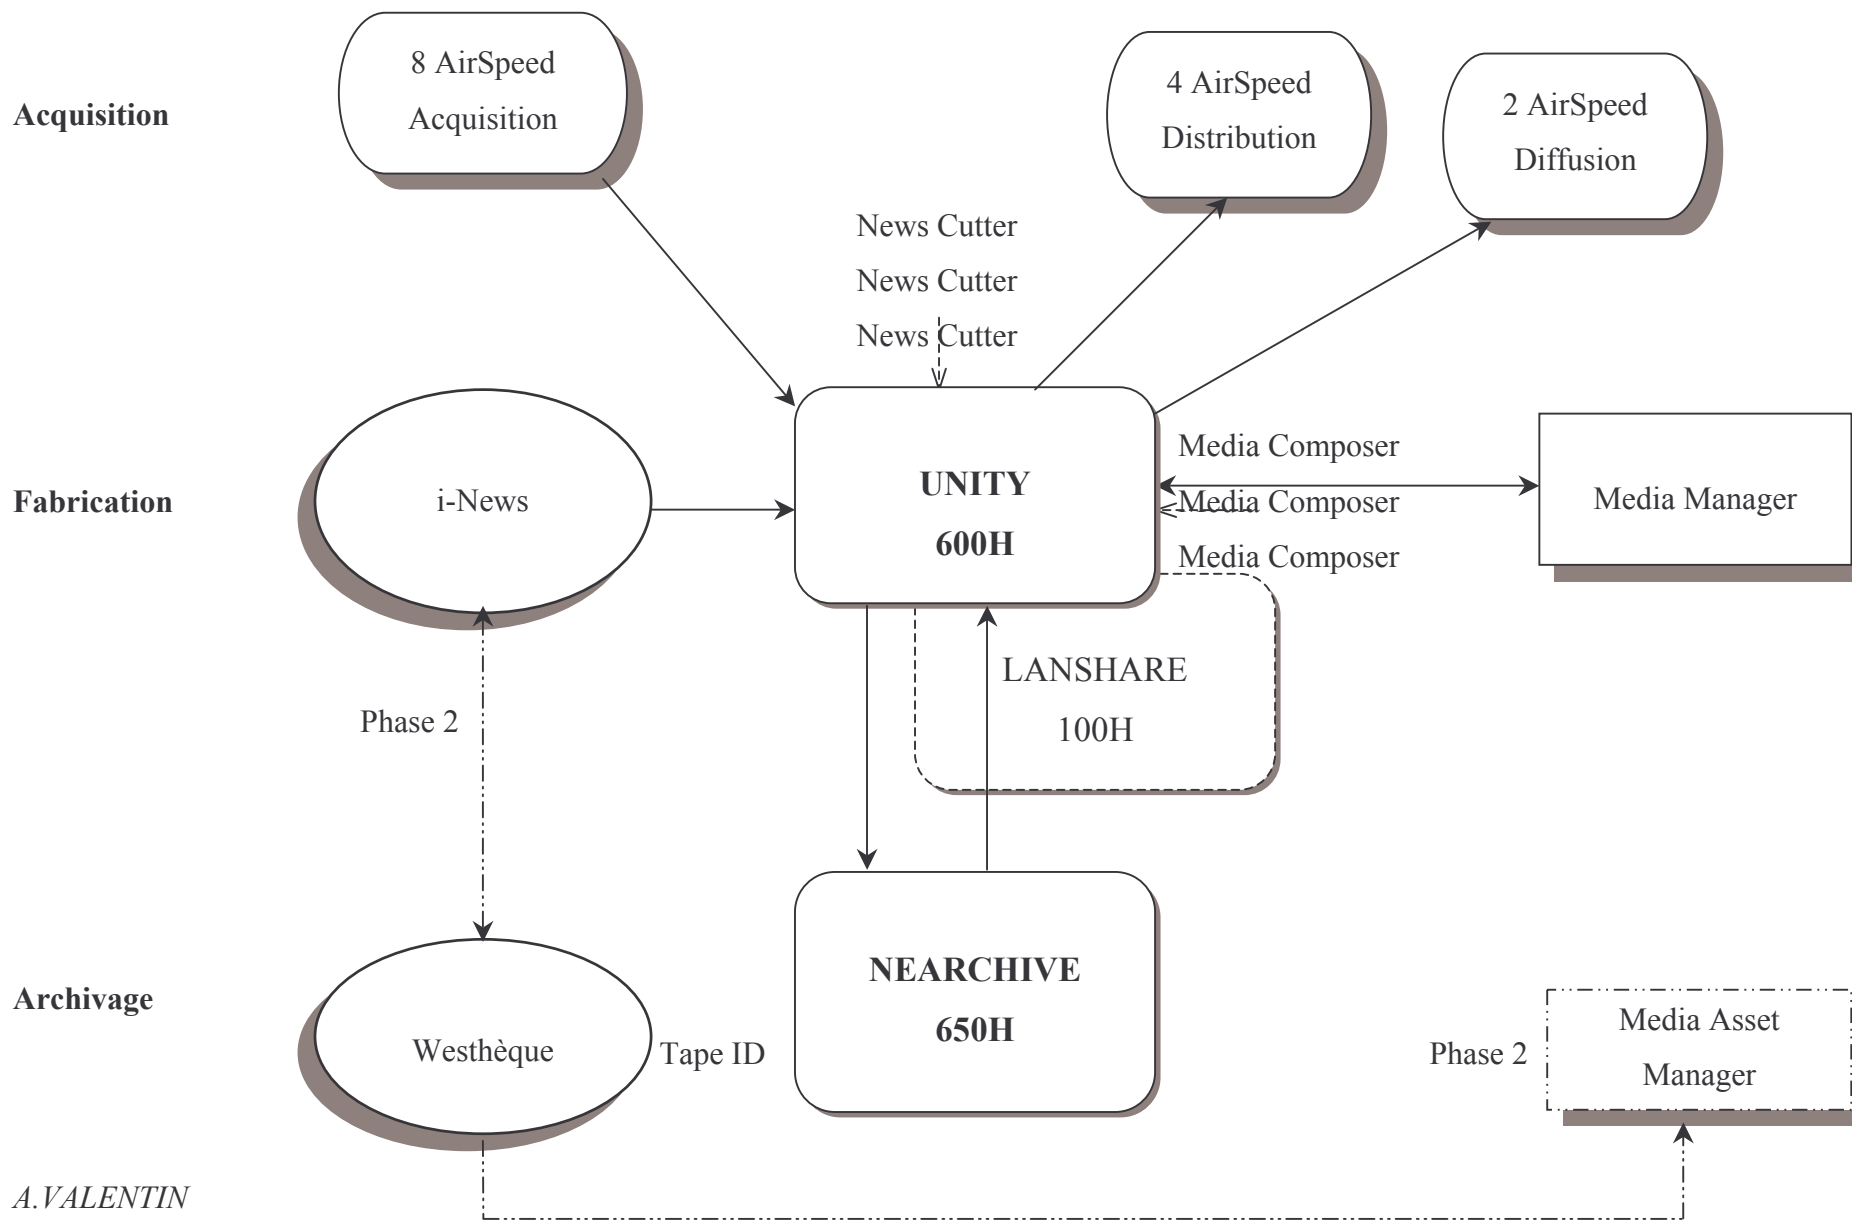 8 AirSpeed
Acquisition
4 AirSpeed
Distribution
2 AirSpeed
Diffusion
Acquisition
News Cutter
News Cutter
News Cutter
Fabrication
i-News
UNITY
600H
Media Composer
Media Composer
Media Composer
Media Manager
LANSHARE
100H
Phase 2
Archivage
Westhèque
Tape ID
NEARCHIVE
650H
Phase 2
Media Asset
Manager
A.VALENTIN